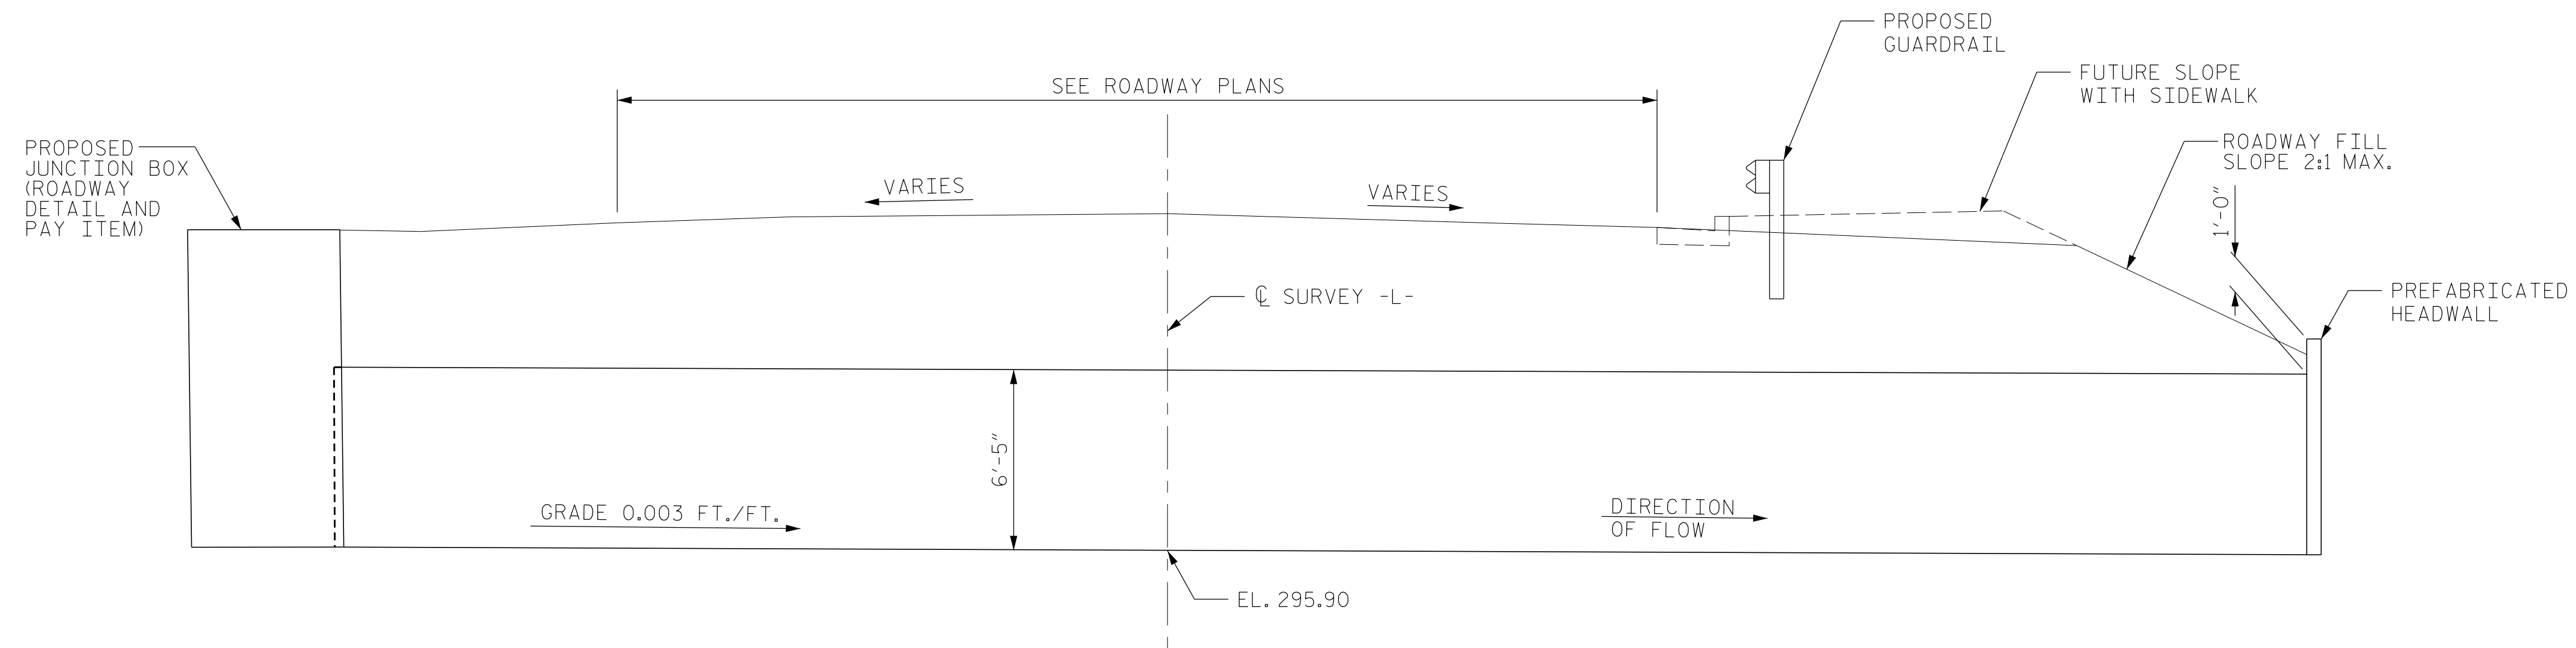 PROPOSED
GUARDRAIL
FUTURE SLOPE
WITH SIDEWALK
SEE ROADWAY PLANS
PROPOSED
JUNCTION BOX
(ROADWAY
DETAIL AND
PAY ITEM)
ROADWAY FILL
SLOPE 2:1 MAX.
VARIES
VARIES
1'-0"
℄ SURVEY -L-
PREFABRICATED
HEADWALL
6'-5"
GRADE 0.003 FT./FT.
DIRECTION
OF FLOW
EL. 295.90